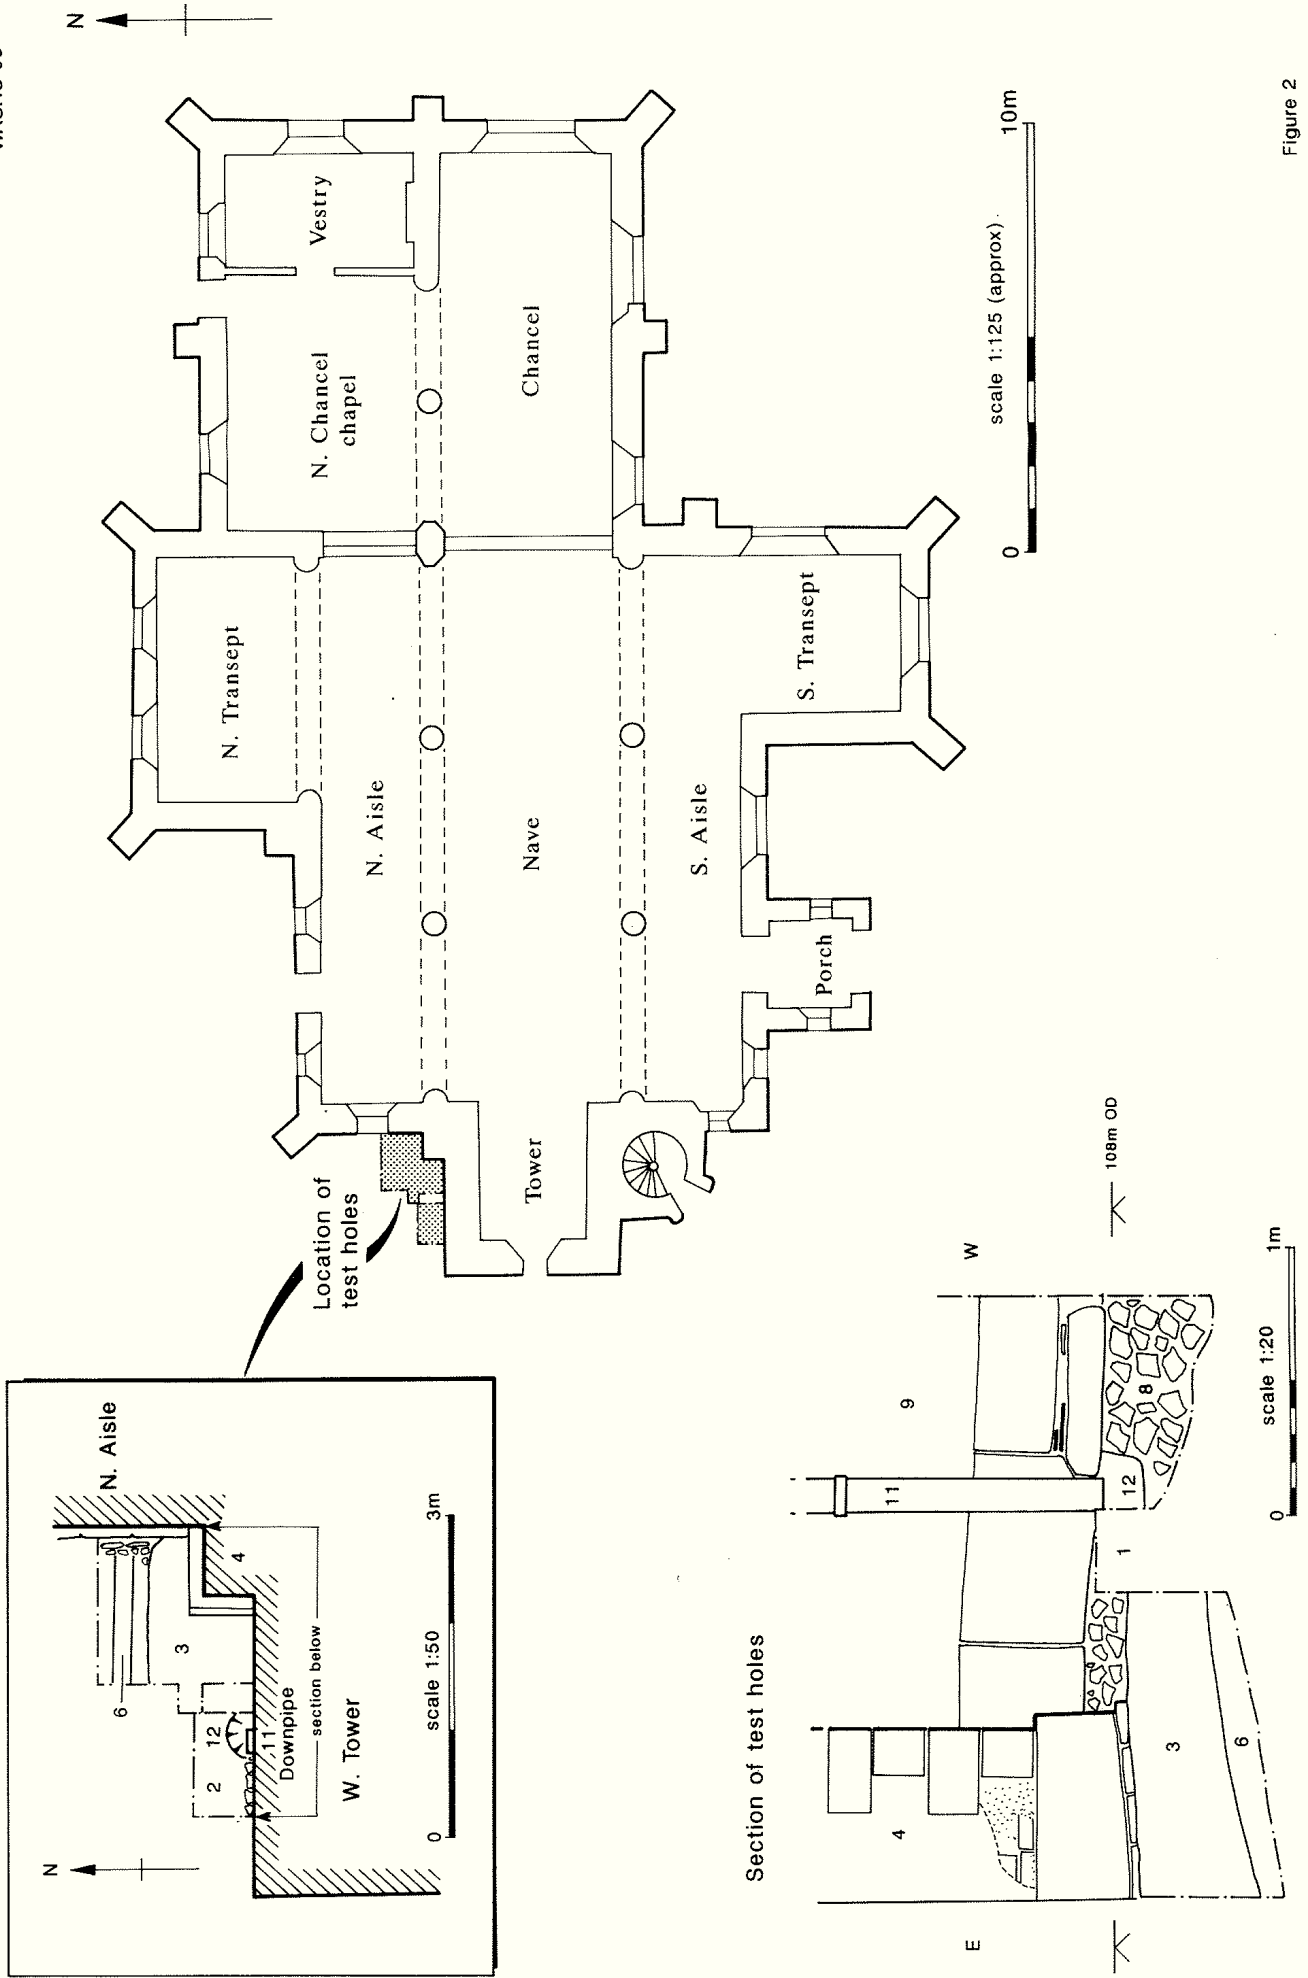 N
N. Aisle
4
3
6
12
2
11
Downpipe
section below
W. Tower
0
3m
scale 1:50
N
Location of
test holes
N. Transept
N. Aisle
Nave
S. Aisle
S. Transept
Porch
Tower
N. Chancel
chapel
Vestry
Chancel
N
0
10m
scale 1:125 (approx)
Section of test holes
E
W
4
9
11
8
12
1
3
6
108m OD
0
1m
scale 1:20
Figure 2